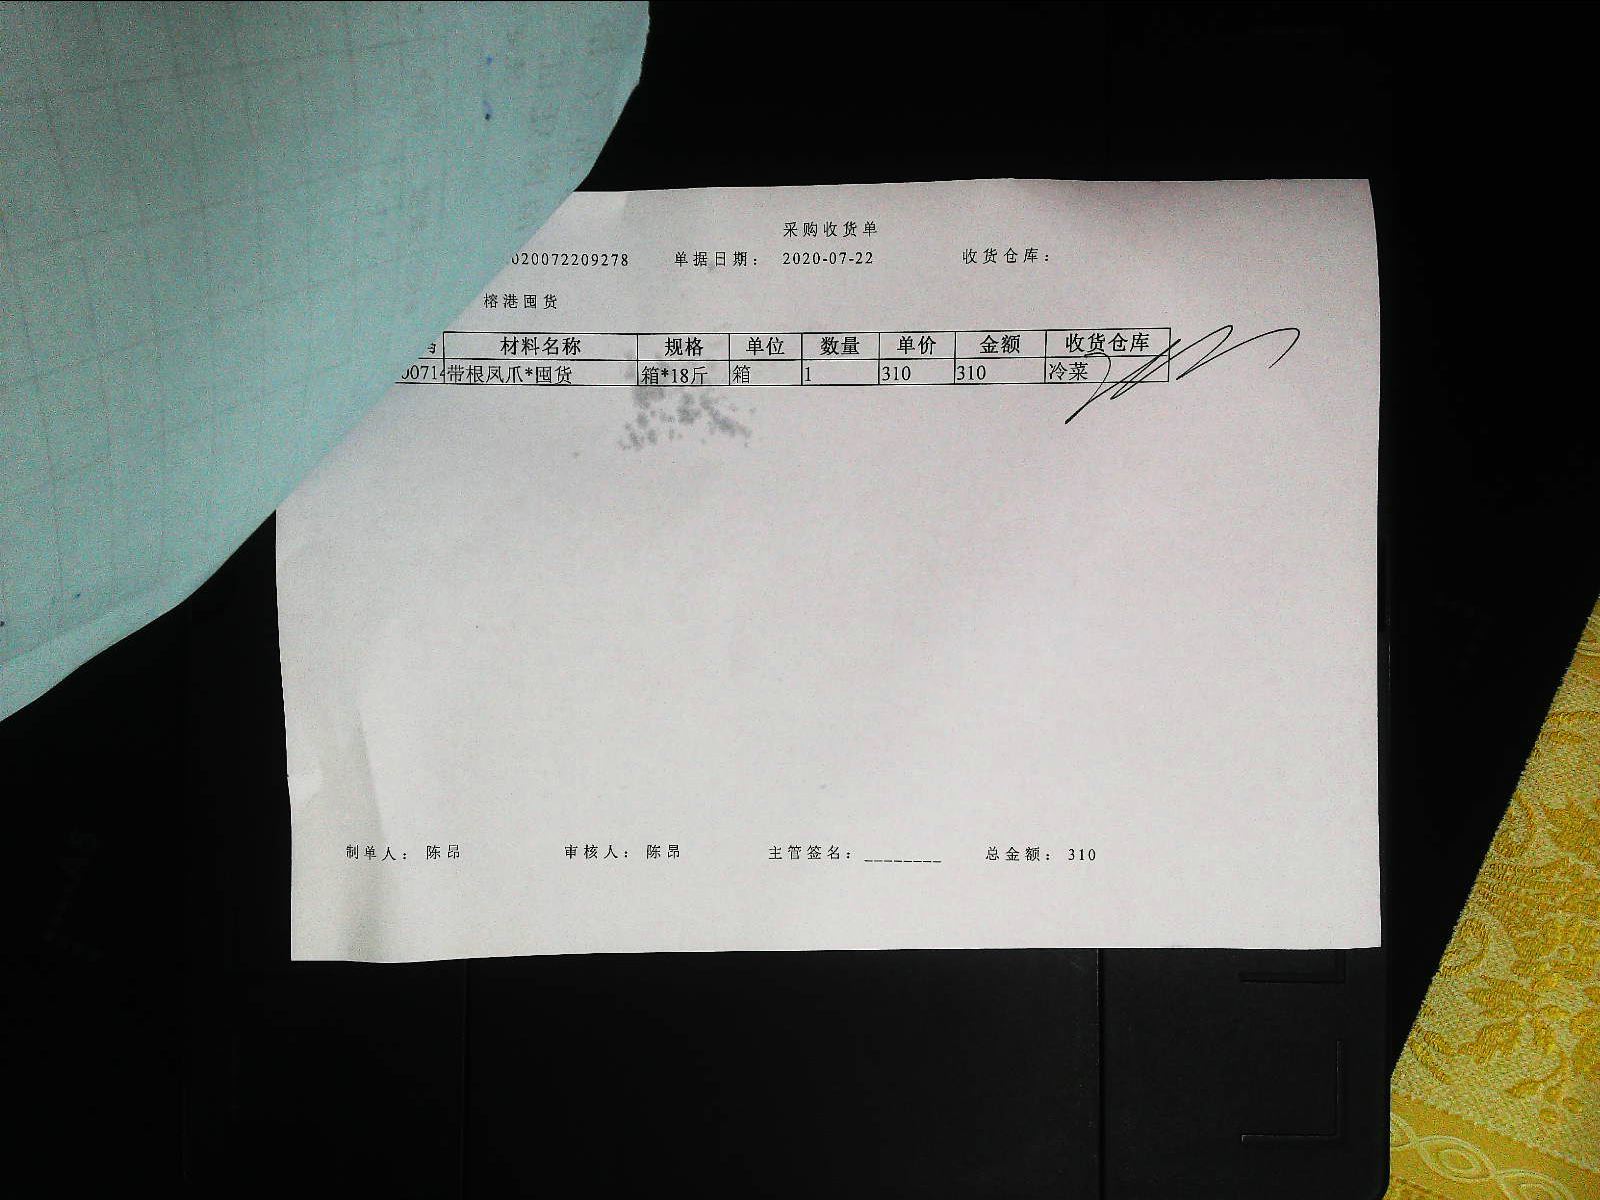 采购收货单
020072209278 单据日期： 2020-07-22 收货仓库：
榕港囤货
材料名称 规格 单位 数量 单价 金额 收货仓库
00714 带根凤爪*囤货 箱*18斤 箱 1 310 310 冷菜
制单人： 陈昂 审核人： 陈昂 主管签名：________ 总金额： 310